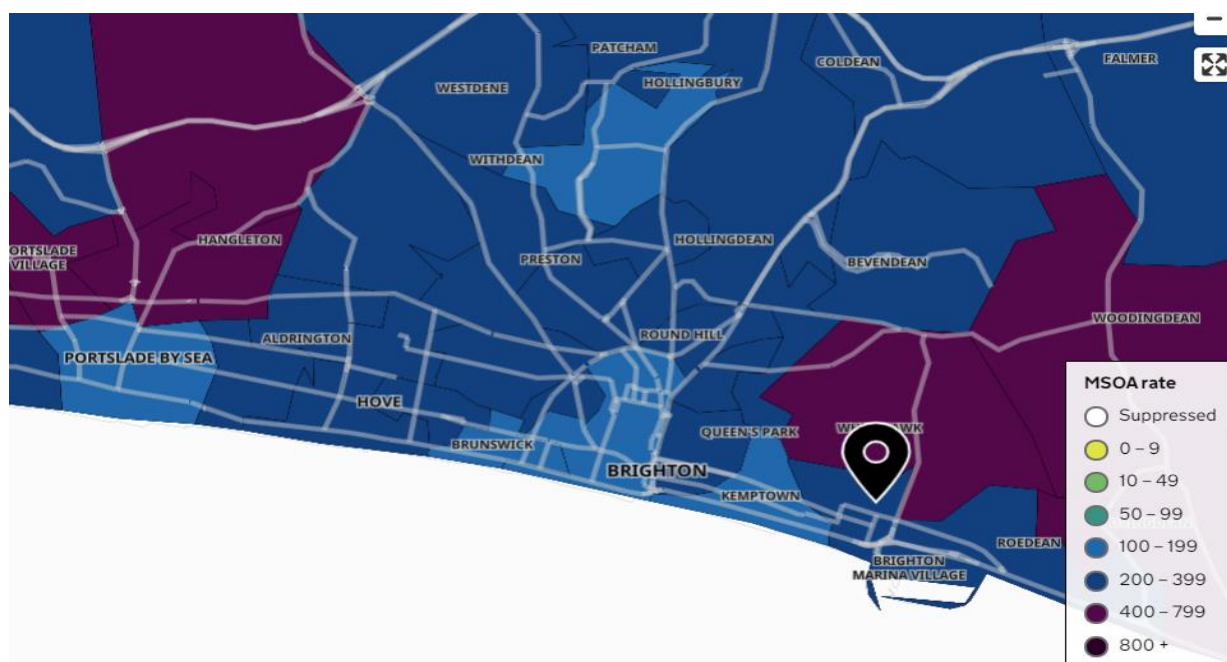 PATCHAM
COLDEAN
FALMER
WESTDENE
HOLLINGBURY
WITHDEAN
HANGLETON
HOLLINGDEAN
VILLAGE
PRESTON
BEVENDEAN
ROUND HILL
WOODINGDEAN
ALDRINGTON
PORTSLADE BY SEA
HOVE
QUEEN'S PARK
BRUNSWICK
BRIGHTON
KEMPTOWN
ROEDEAN
BRIGHTON
MARINA VILLAGE
MSOA rate
Suppressed
0 – 9
10 – 49
50 – 99
100 – 199
200 – 399
400 – 799
800 +